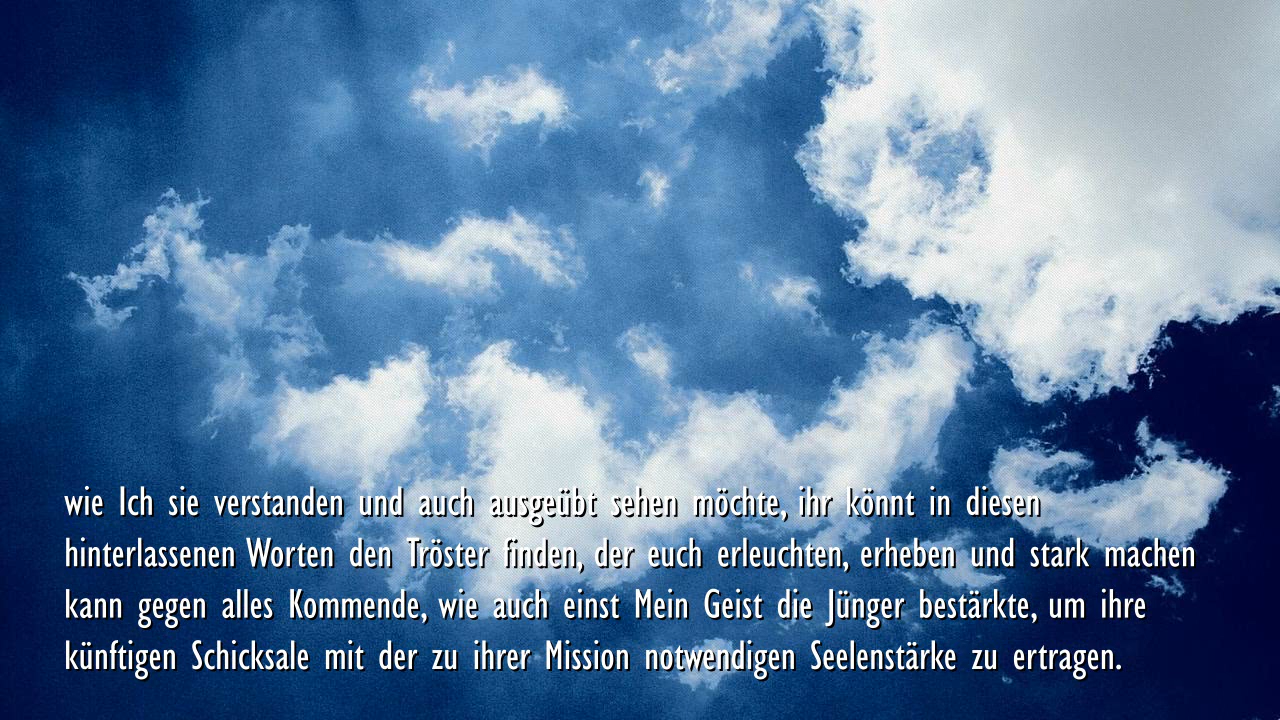 wie Ich sie verstanden und auch ausgeübt sehen möchte, ihr könnt in diesen
hinterlassenen Worten den Tröster finden, der euch erleuchten, erheben und stark machen
kann gegen alles Kommende, wie auch einst Mein Geist die Jünger bestärkte, um ihre
künftigen Schicksale mit der zu ihrer Mission notwendigen Seelenstärke zu ertragen.